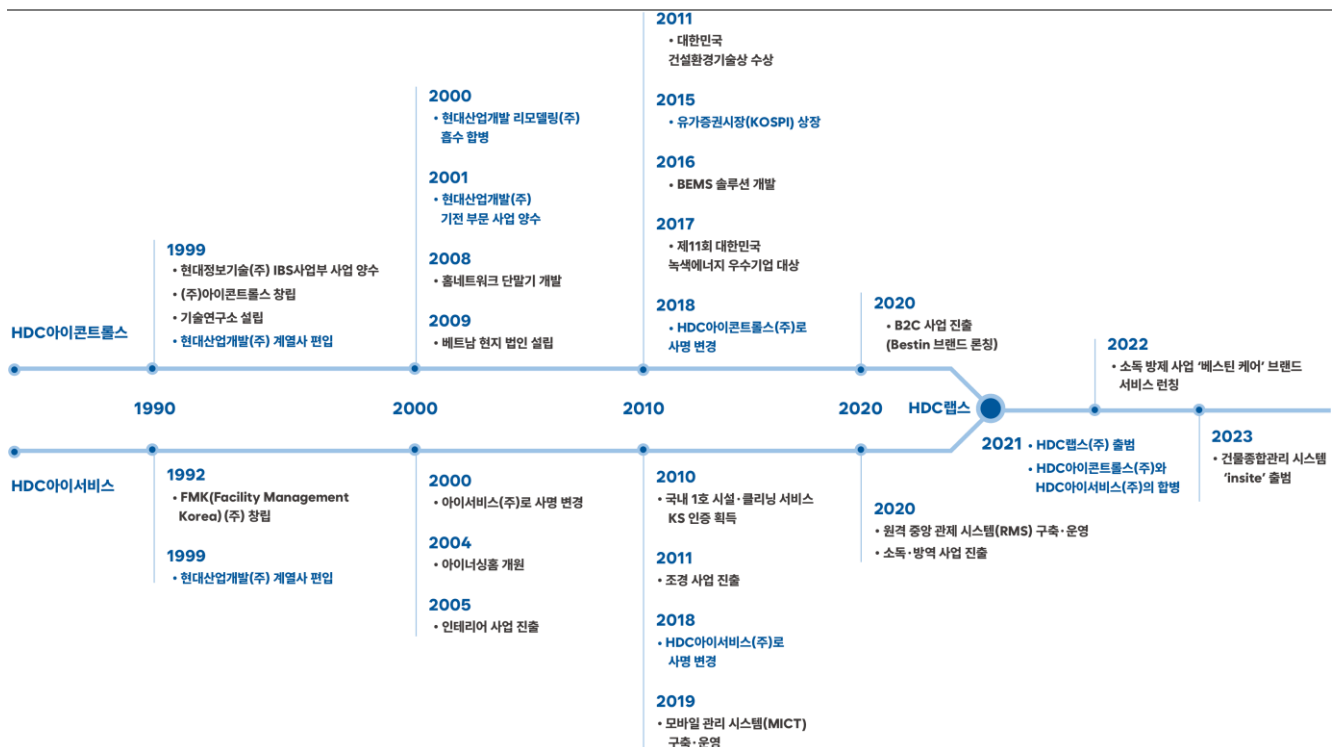 2011
• 대한민국
건설환경기술상 수상
2015
• 유가증권시장(KOSPI) 상장
2016
• BEMS 솔루션 개발
2017
• 제11회 대한민국
녹색에너지 우수기업 대상
2018
• HDC아이콘트롤스(주)로
사명 변경
2000
• 현대산업개발 리모델링(주)
흡수 합병
2001
• 현대산업개발(주)
기전 부문 사업 양수
2008
• 홈네트워크 단말기 개발
2009
• 베트남 현지 법인 설립
1999
• 현대정보기술(주) IBS사업부 사업 양수
• (주)아이콘트롤스 창립
• 기술연구소 설립
• 현대산업개발(주) 계열사 편입
HDC아이콘트롤스
2020
• B2C 사업 진출
(Bestin 브랜드 론칭)
2022
• 소독 방제 사업 ‘베스틴 케어’ 브랜드
서비스 런칭
1990
2000
2010
2020
HDC랩스
2021
• HDC랩스(주) 출범
• HDC아이콘트롤스(주)와
HDC아이서비스(주)의 합병
2023
• 건물종합관리 시스템
‘insite’ 출범
HDC아이서비스
1992
• FMK(Facility Management
Korea) (주) 창립
1999
• 현대산업개발(주) 계열사 편입
2000
• 아이서비스(주)로 사명 변경
2004
• 아이너싱홈 개원
2005
• 인테리어 사업 진출
2010
• 국내 1호 시설·클리닝 서비스
KS 인증 획득
2011
• 조경 사업 진출
2018
• HDC아이서비스(주)로
사명 변경
2019
• 모바일 관리 시스템(MICT)
구축·운영
2020
• 원격 중앙 관제 시스템(RMS) 구축·운영
• 소독·방역 사업 진출